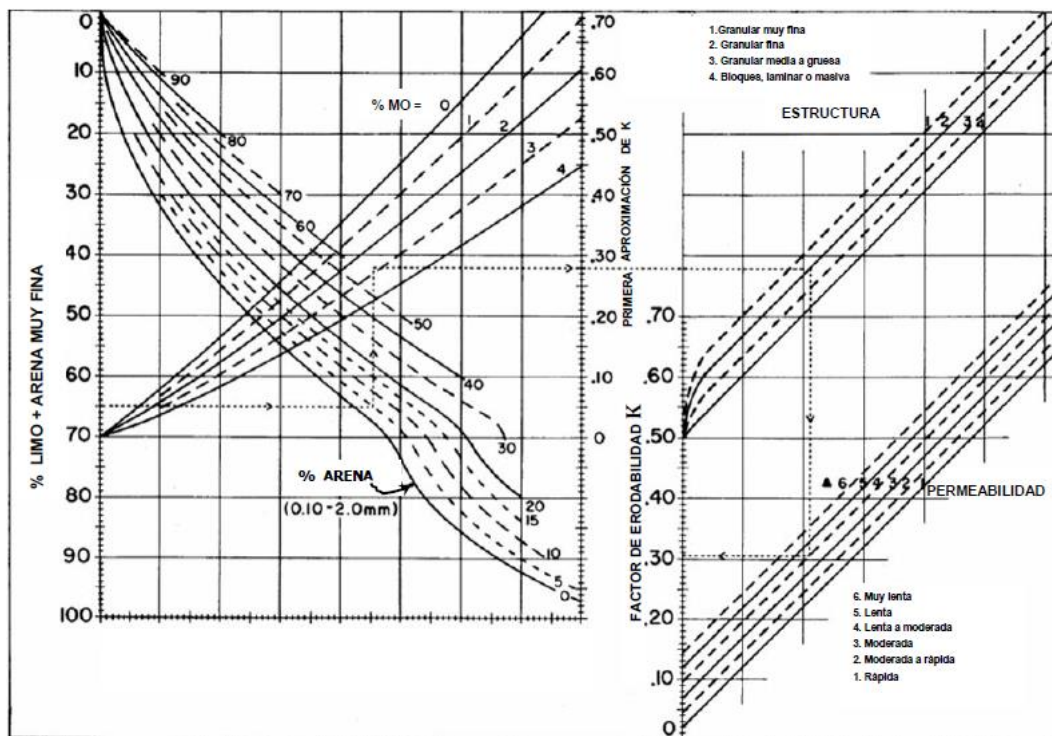 % LIMO + ARENA MUY FINA
0
10
20
30
40
50
60
70
80
90
100
90
80
70
60
50
40
30
20
15
10
5
0
% ARENA
(0.10-2.0mm)
% MO = 0
1
2
3
4
PRIMERA APROXIMACIÓN DE K
.70
.60
.50
.40
.30
.20
.10
0
1.Granular muy fina
2. Granular fina
3. Granular media a gruesa
4. Bloques, laminar o masiva
ESTRUCTURA
1 2 3 4
FACTOR DE ERODABILIDAD K
.70
.60
.50
.40
.30
.20
.10
0
6 5 4 3 2 1
PERMEABILIDAD
6. Muy lenta
5. Lenta
4. Lenta a moderada
3. Moderada
2. Moderada a rápida
1. Rápida